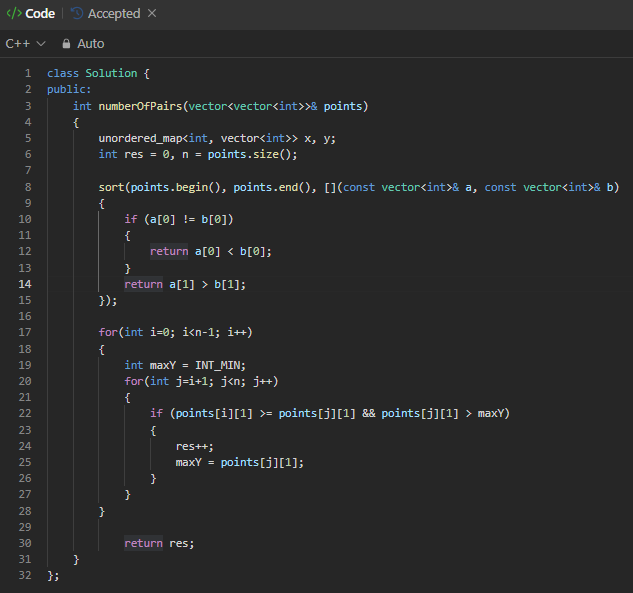 </> Code | Accepted ×
C++ Auto
1 class Solution {
2 public:
3     int numberOfPairs(vector<vector<int>>& points)
4     {
5         unordered_map<int, vector<int>> x, y;
6         int res = 0, n = points.size();
7
8         sort(points.begin(), points.end(), [](const vector<int>& a, const vector<int>& b)
9         {
10             if (a[0] != b[0])
11             {
12                 return a[0] < b[0];
13             }
14             return a[1] > b[1];
15         });
16
17         for(int i=0; i<n-1; i++)
18         {
19             int maxY = INT_MIN;
20             for(int j=i+1; j<n; j++)
21             {
22                 if (points[i][1] >= points[j][1] && points[j][1] > maxY)
23                 {
24                     res++;
25                     maxY = points[j][1];
26                 }
27             }
28         }
29
30             return res;
31     }
32 };